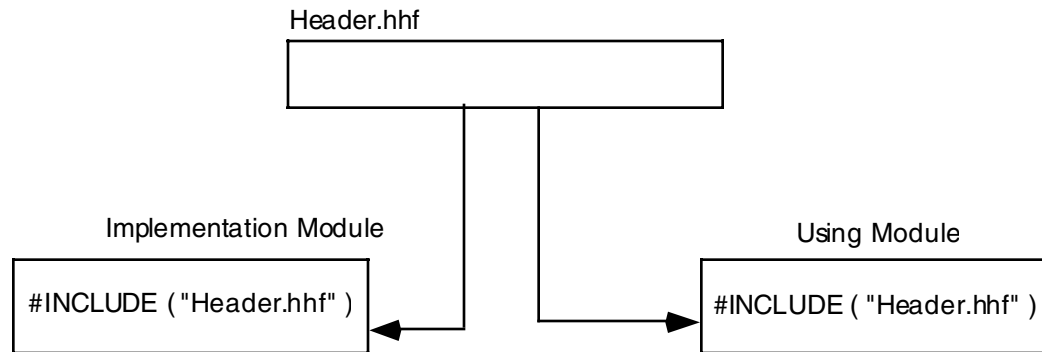 Header.hhf
Implementation Module
Using Module
#INCLUDE ( "Header.hhf" )
#INCLUDE ( "Header.hhf" )